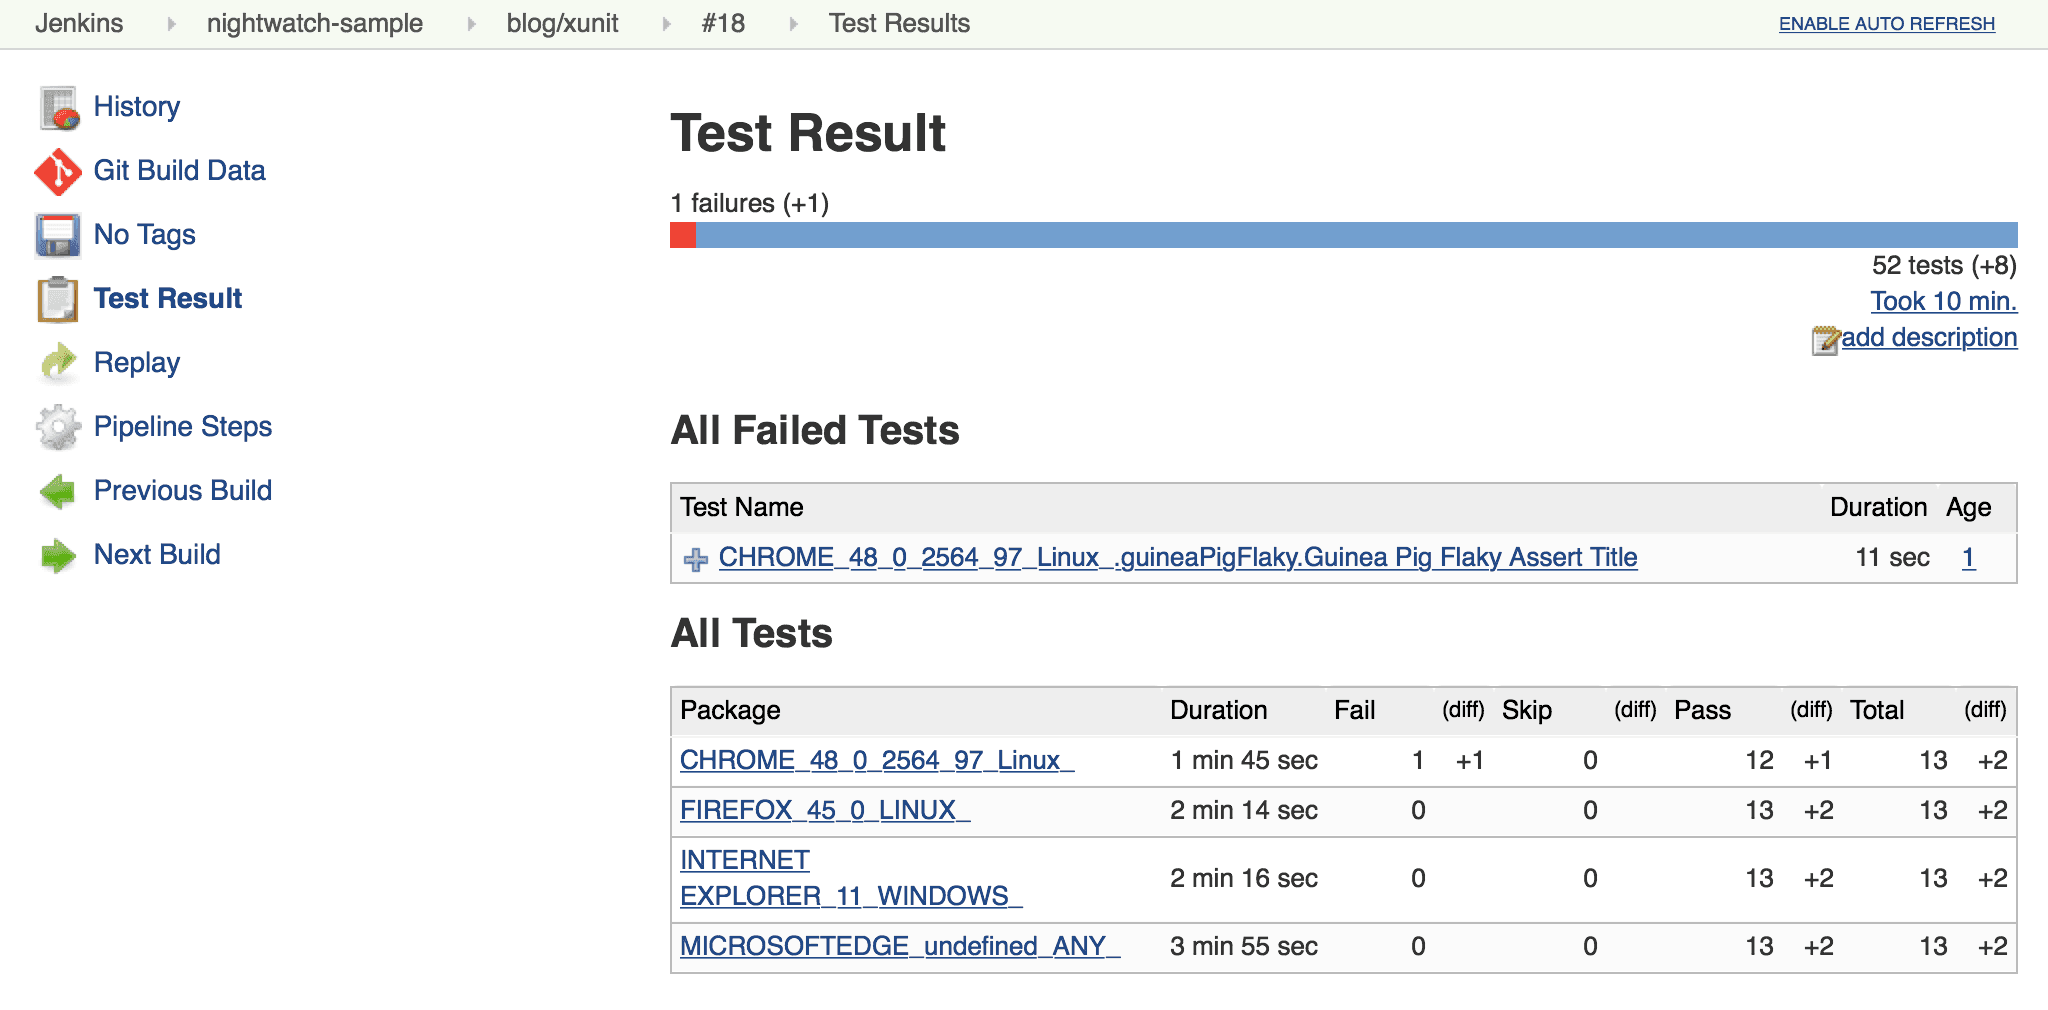 Jenkins nightwatch-sample blog/xunit #18 Test Results ENABLE AUTO REFRESH
History
Git Build Data
No Tags
Test Result
Replay
Pipeline Steps
Previous Build
Next Build
Test Result
1 failures (+1)
52 tests (+8)
Took 10 min.
add description
All Failed Tests
Test Name Duration Age
CHROME_48_0_2564_97_Linux_.guineaPigFlaky.Guinea Pig Flaky Assert Title 11 sec 1
All Tests
Package Duration Fail (diff) Skip (diff) Pass (diff) Total (diff)
CHROME_48_0_2564_97_Linux_ 1 min 45 sec 1 +1 0 12 +1 13 +2
FIREFOX_45_0_LINUX_ 2 min 14 sec 0 0 13 +2 13 +2
INTERNET
EXPLORER_11_WINDOWS_ 2 min 16 sec 0 0 13 +2 13 +2
MICROSOFTEDGE_undefined_ANY_ 3 min 55 sec 0 0 13 +2 13 +2